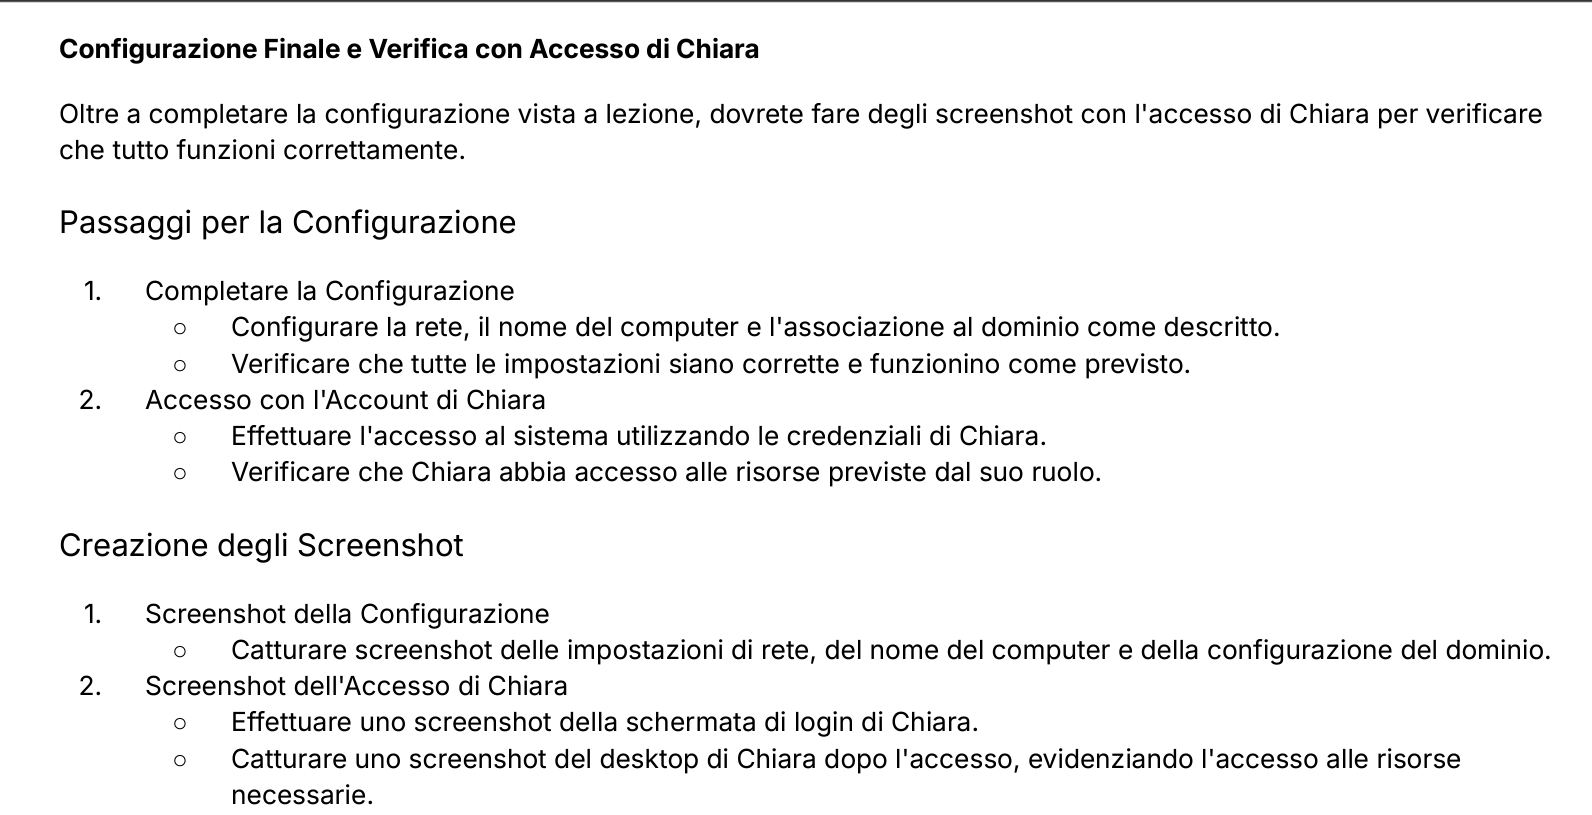 Configurazione Finale e Verifica con Accesso di Chiara
Oltre a completare la configurazione vista a lezione, dovrete fare degli screenshot con l'accesso di Chiara per verificare
che tutto funzioni correttamente.
Passaggi per la Configurazione
1. Completare la Configurazione
○ Configurare la rete, il nome del computer e l'associazione al dominio come descritto.
○ Verificare che tutte le impostazioni siano corrette e funzionino come previsto.
2. Accesso con l'Account di Chiara
○ Effettuare l'accesso al sistema utilizzando le credenziali di Chiara.
○ Verificare che Chiara abbia accesso alle risorse previste dal suo ruolo.
Creazione degli Screenshot
1. Screenshot della Configurazione
○ Catturare screenshot delle impostazioni di rete, del nome del computer e della configurazione del dominio.
2. Screenshot dell'Accesso di Chiara
○ Effettuare uno screenshot della schermata di login di Chiara.
○ Catturare uno screenshot del desktop di Chiara dopo l'accesso, evidenziando l'accesso alle risorse
necessarie.